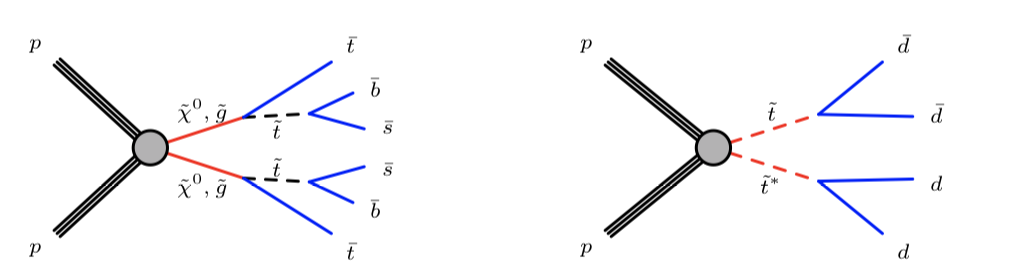 p
t̄
b̄
χ̃⁰, g̃
t̃
s̄
t̃
s̄
χ̃⁰, g̃
b̄
p
t̄
p
d̄
t̃
d̄
t̃*
d
p
d